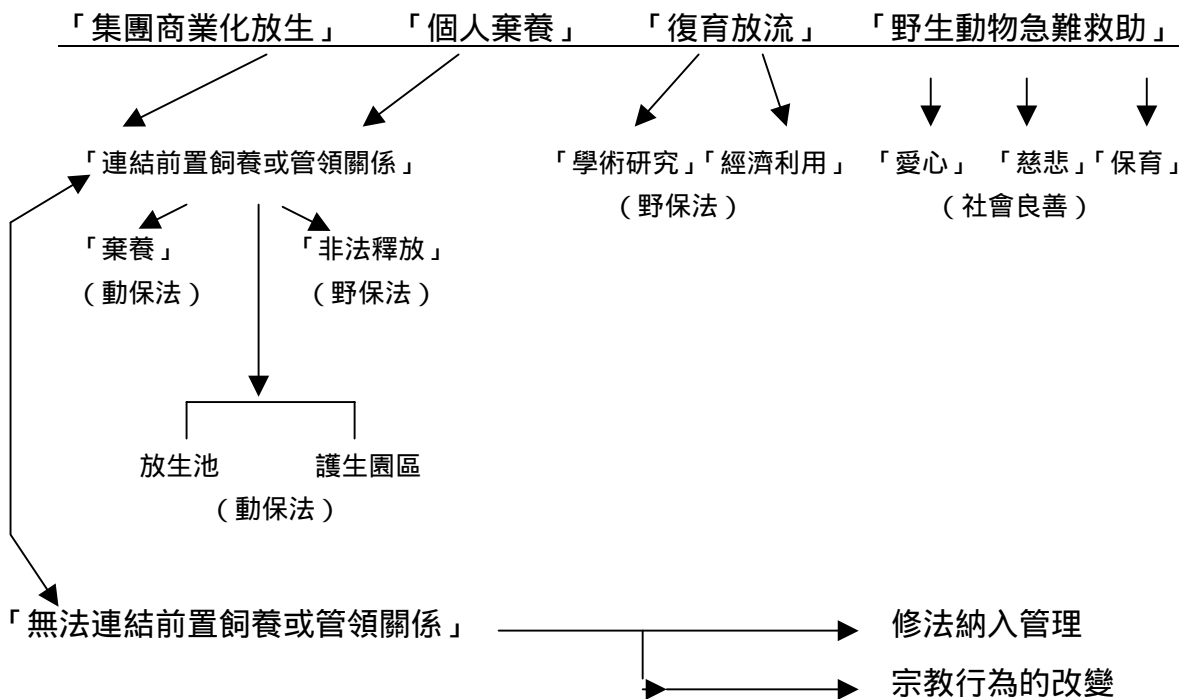 「集團商業化放生」 「個人棄養」 「復育放流」 「野生動物急難救助」
「連結前置飼養或管領關係」 「學術研究」「經濟利用」 「愛心」 「慈悲」「保育」
（野保法） （社會良善）
「棄養」 「非法釋放」
（動保法） （野保法）
放生池 護生園區
（動保法）
「無法連結前置飼養或管領關係」 修法納入管理
宗教行為的改變